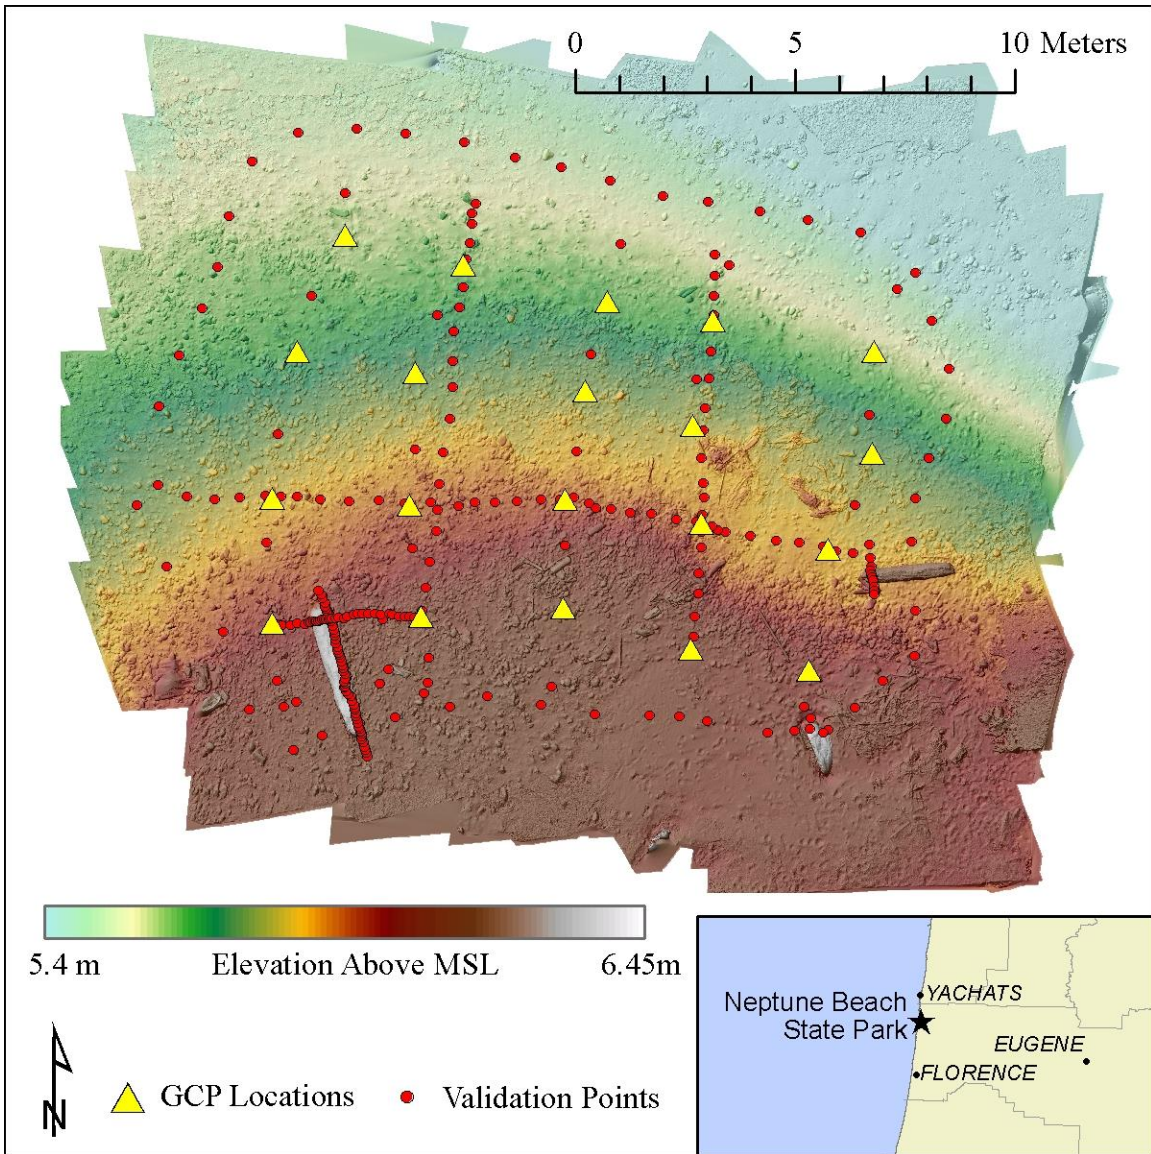 0 5 10 Meters
5.4 m Elevation Above MSL 6.45m
N
GCP Locations
Validation Points
YACHATS
Neptune Beach
State Park
EUGENE
FLORENCE